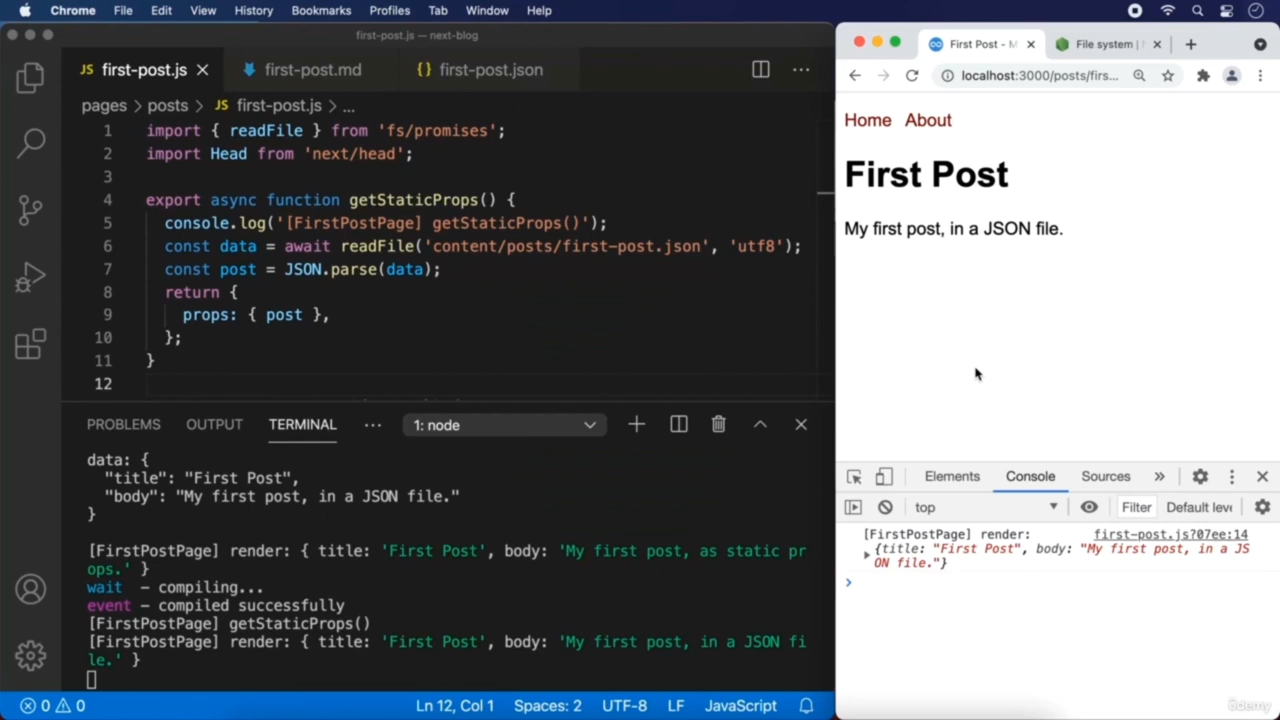 Chrome File Edit View History Bookmarks Profiles Tab Window Help
first-post.js — next-blog
JS first-post.js first-post.md {} first-post.json
pages > posts > JS first-post.js > ...
1 import { readFile } from 'fs/promises';
2 import Head from 'next/head';
3
4 export async function getStaticProps() {
5 console.log('[FirstPostPage] getStaticProps()');
6 const data = await readFile('content/posts/first-post.json', 'utf8');
7 const post = JSON.parse(data);
8 return {
9 props: { post },
10 };
11 }
12
PROBLEMS OUTPUT TERMINAL ... 1: node
data: {
"title": "First Post",
"body": "My first post, in a JSON file."
}
[FirstPostPage] render: { title: 'First Post', body: 'My first post, as static pr
ops.' }
wait - compiling...
event - compiled successfully
[FirstPostPage] getStaticProps()
[FirstPostPage] render: { title: 'First Post', body: 'My first post, in a JSON fi
le.' }
0 0 Ln 12, Col 1 Spaces: 2 UTF-8 LF JavaScript
First Post - M File system |
localhost:3000/posts/firs...
Home About
First Post
My first post, in a JSON file.
Elements Console Sources »
top Filter Default leve
[FirstPostPage] render: first-post.js?07ee:14
{title: "First Post", body: "My first post, in a JS
ON file."}
ûdemy